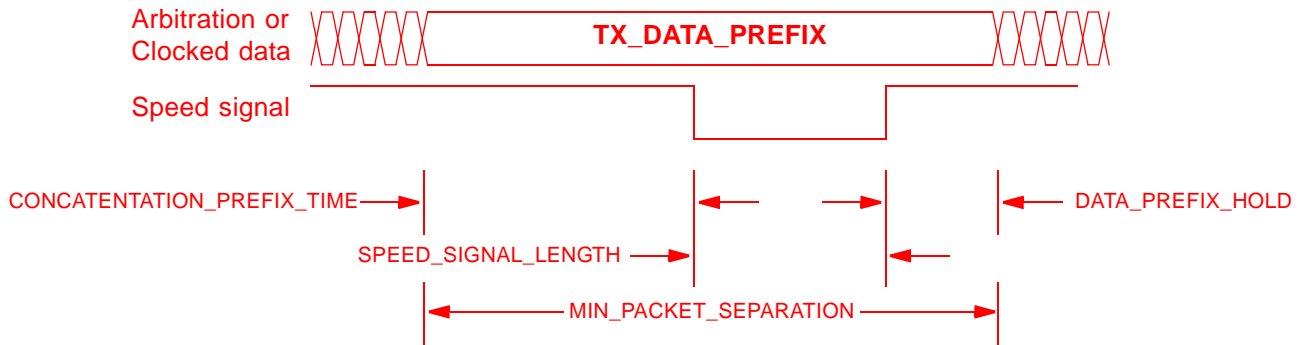 Arbitration or
Clocked data
TX_DATA_PREFIX
Speed signal
CONCATENTATION_PREFIX_TIME
DATA_PREFIX_HOLD
SPEED_SIGNAL_LENGTH
MIN_PACKET_SEPARATION